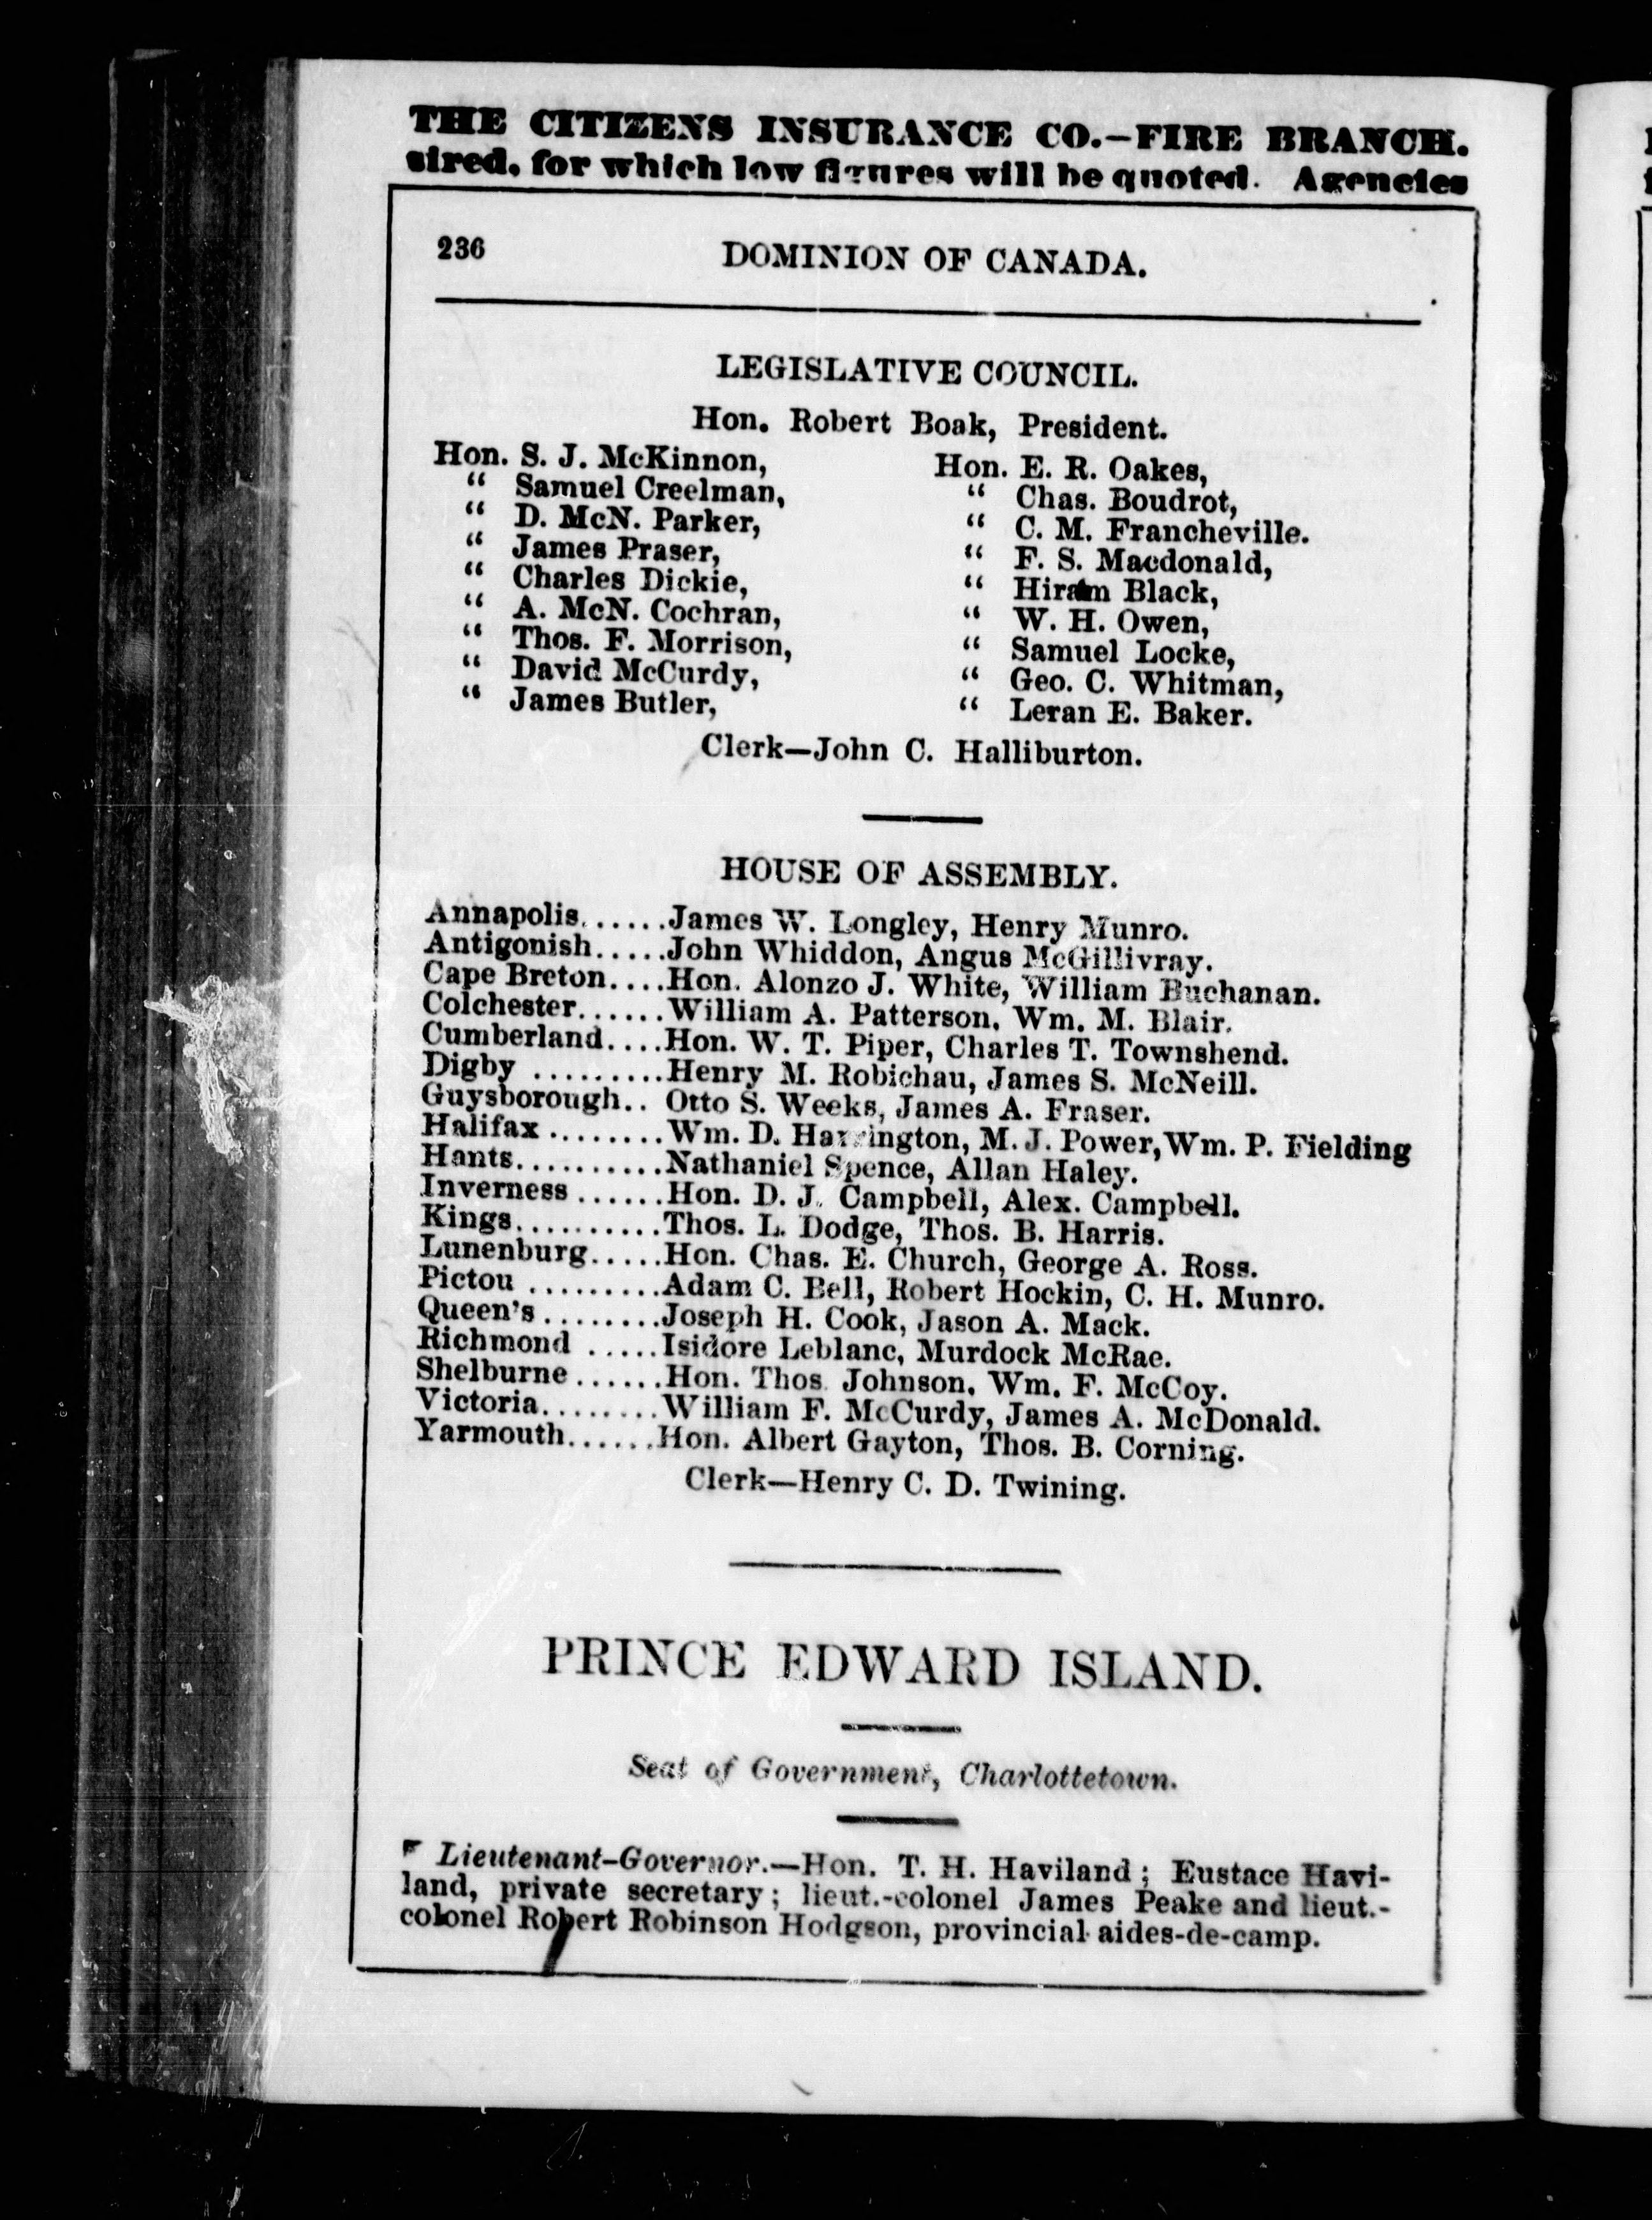 THE CITIZENS INSURANCE CO.–FIRE BRANCH.
sired, for which low figures will be quoted. Agencies
236 DOMINION OF CANADA.
LEGISLATIVE COUNCIL.
Hon. Robert Boak, President.
Hon. S. J. McKinnon,
“ Samuel Creelman,
“ D. McN. Parker,
“ James Praser,
“ Charles Dickie,
“ A. McN. Cochran,
“ Thos. F. Morrison,
“ David McCurdy,
“ James Butler,
Hon. E. R. Oakes,
“ Chas. Boudrot,
“ C. M. Francheville.
“ F. S. Macdonald,
“ Hiram Black,
“ W. H. Owen,
“ Samuel Locke,
“ Geo. C. Whitman,
“ Leran E. Baker.
Clerk—John C. Halliburton.
HOUSE OF ASSEMBLY.
Annapolis......James W. Longley, Henry Munro.
Antigonish.....John Whiddon, Angus McGillivray.
Cape Breton....Hon. Alonzo J. White, William Buchanan.
Colchester......William A. Patterson, Wm. M. Blair.
Cumberland....Hon. W. T. Piper, Charles T. Townshend.
Digby .........Henry M. Robichau, James S. McNeill.
Guysborough.. Otto S. Weeks, James A. Fraser.
Halifax ........Wm. D. Harrington, M. J. Power, Wm. P. Fielding
Hants..........Nathaniel Spence, Allan Haley.
Inverness ......Hon. D. J. Campbell, Alex. Campbell.
Kings..........Thos. L. Dodge, Thos. B. Harris.
Lunenburg.....Hon. Chas. E. Church, George A. Ross.
Pictou .........Adam C. Bell, Robert Hockin, C. H. Munro.
Queen's ........Joseph H. Cook, Jason A. Mack.
Richmond .....Isidore Leblanc, Murdock McRae.
Shelburne ......Hon. Thos. Johnson, Wm. F. McCoy.
Victoria........William F. McCurdy, James A. McDonald.
Yarmouth......Hon. Albert Gayton, Thos. B. Corning.
Clerk—Henry C. D. Twining.
PRINCE EDWARD ISLAND.
Seat of Government, Charlottetown.
Lieutenant-Governor.—Hon. T. H. Haviland; Eustace Havi-
land, private secretary; lieut.-colonel James Peake and lieut.-
colonel Robert Robinson Hodgson, provincial aides-de-camp.